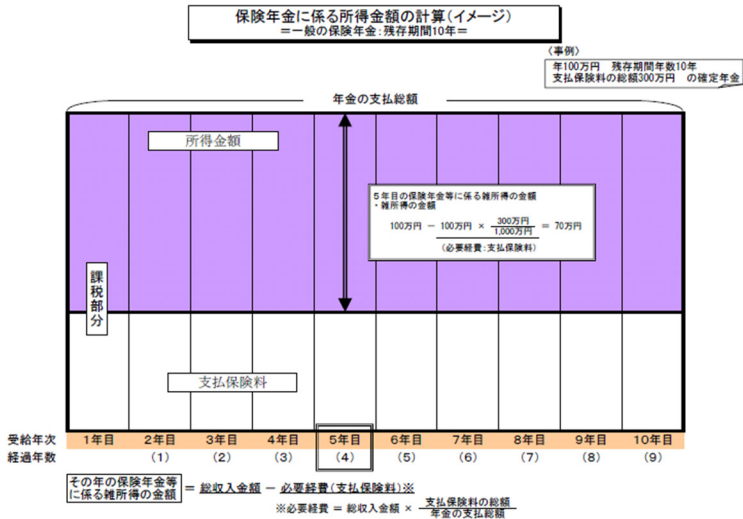 保険年金に係る所得金額の計算(イメージ)
=一般の保険年金:残存期間10年=
〈事例〉
年100万円 残存期間年数10年
支払保険料の総額300万円 の確定年金
年金の支払総額
所得金額
5年目の保険年金等に係る雑所得の金額
・雑所得の金額
100万円 − 100万円 × 300万円/1,000万円 = 70万円
(必要経費:支払保険料)
課税部分
支払保険料
受給年次 1年目 2年目 3年目 4年目 5年目 6年目 7年目 8年目 9年目 10年目
経過年数 (1) (2) (3) (4) (5) (6) (7) (8) (9)
その年の保険年金等
に係る雑所得の金額 = 総収入金額 − 必要経費(支払保険料)※
※必要経費 = 総収入金額 × 支払保険料の総額/年金の支払総額